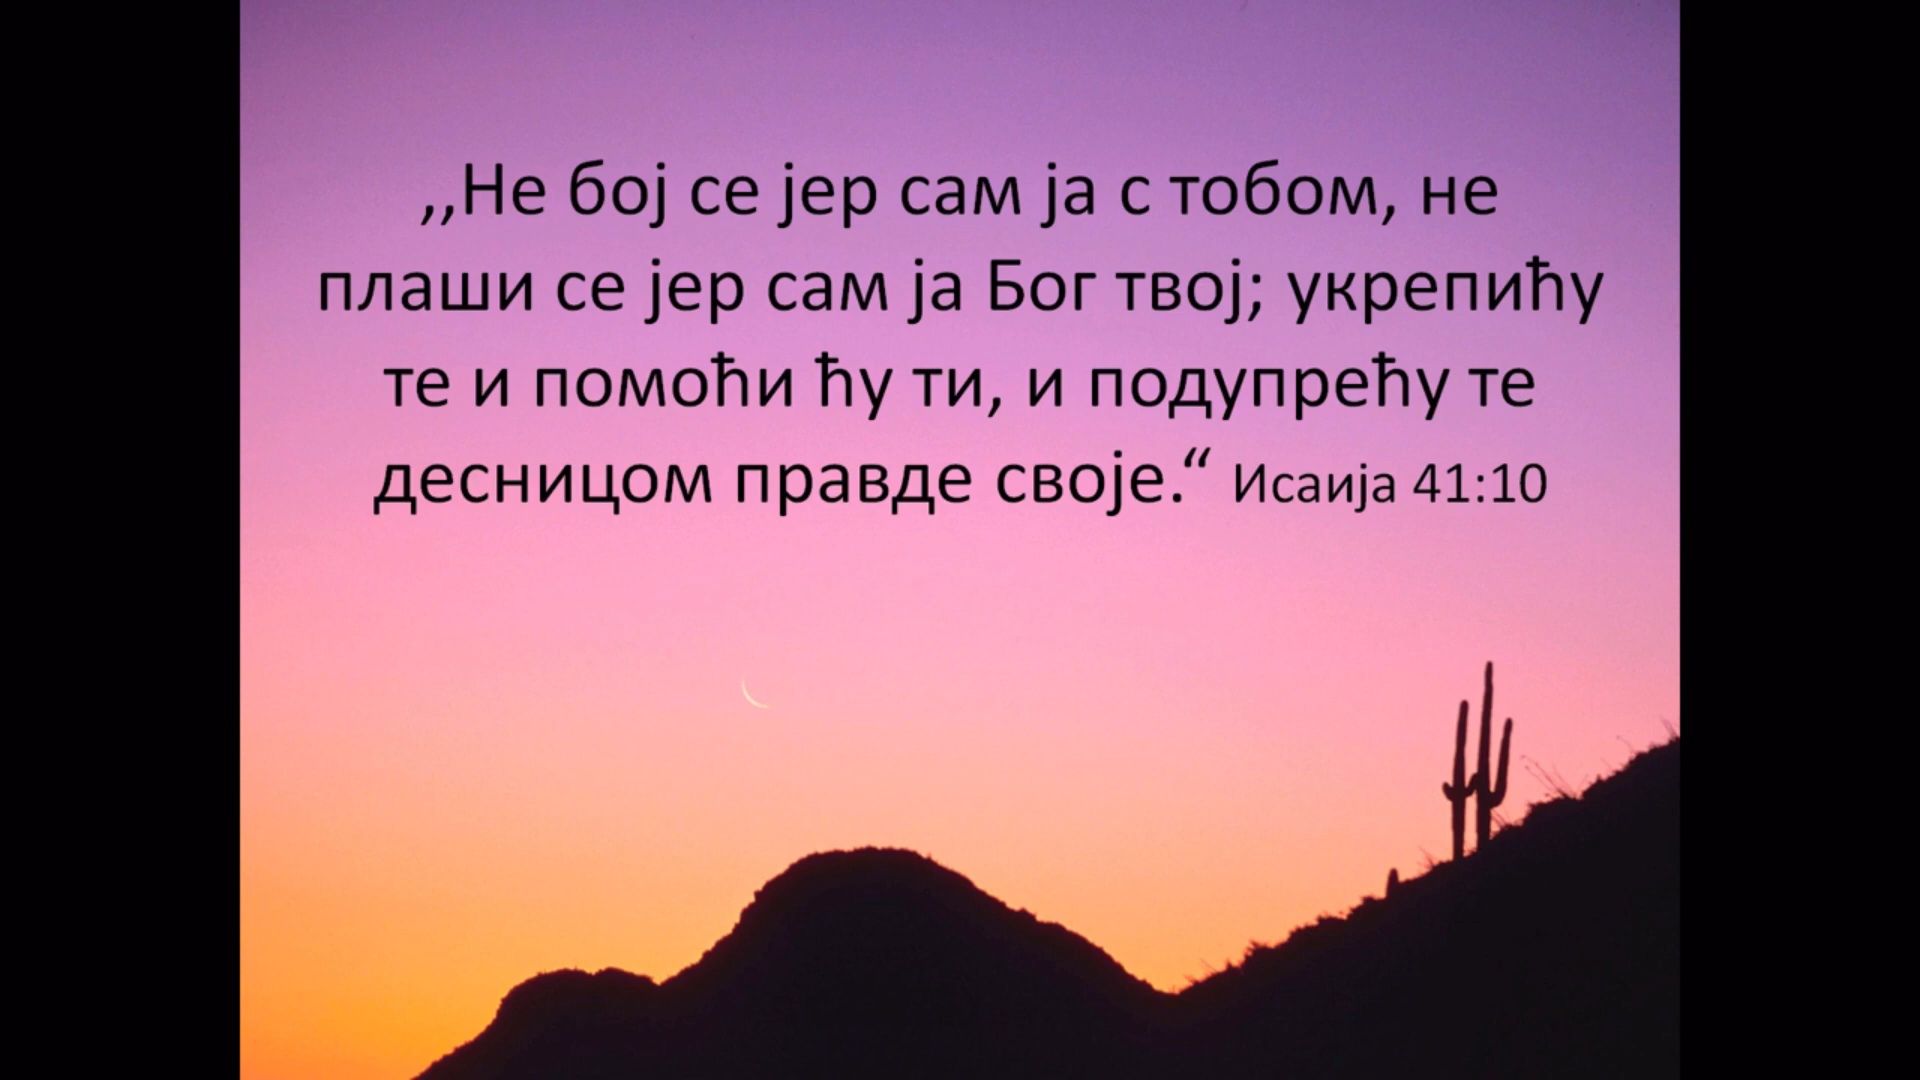 ,,Не бој се јер сам ја с тобом, не
плаши се јер сам ја Бог твој; укрепићу
те и помоћи ћу ти, и подупрећу те
десницом правде своје.“ Исаија 41:10